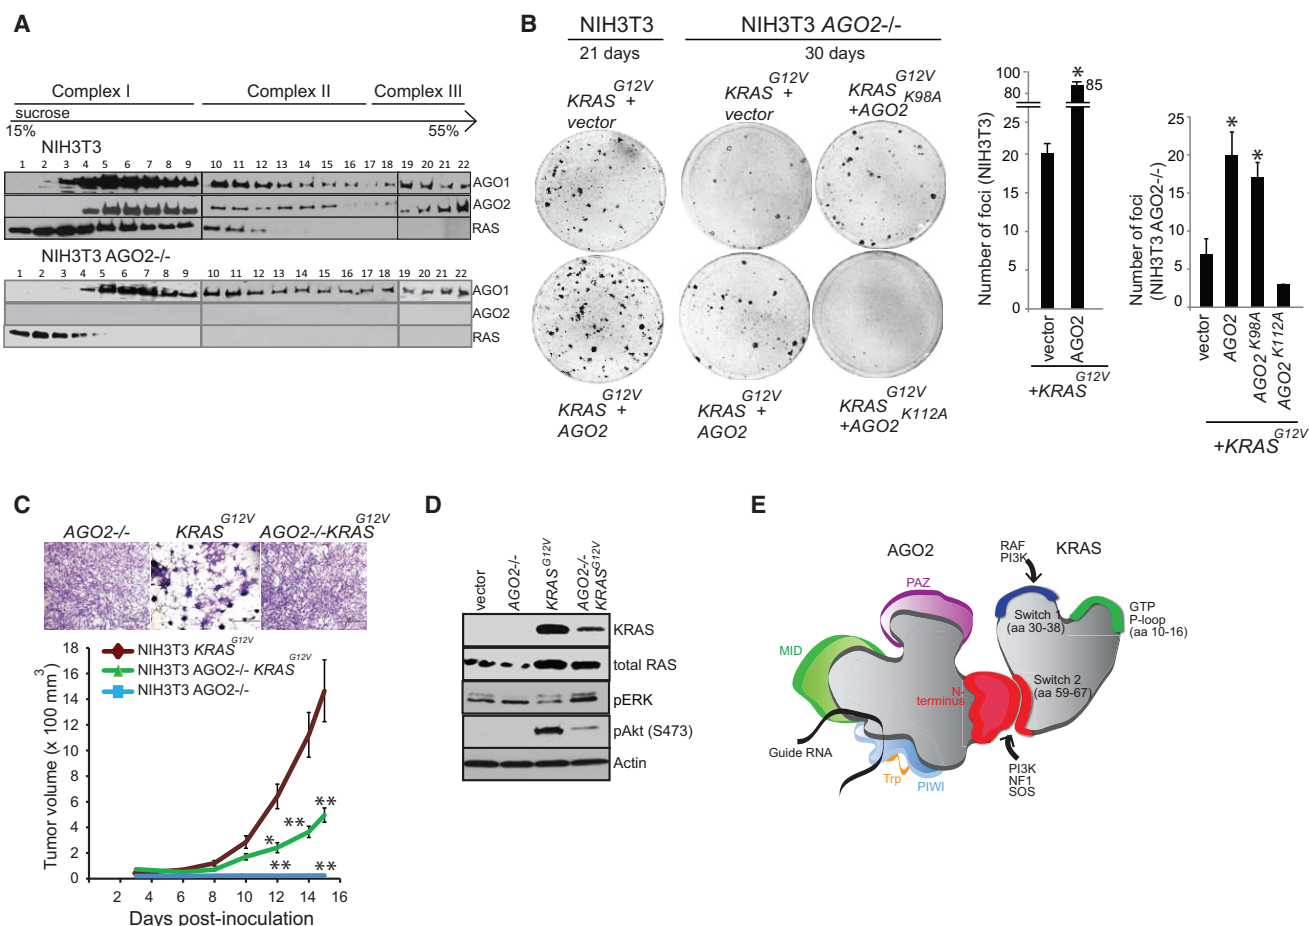 A
Complex I
Complex II
Complex III
sucrose
15%
55%
NIH3T3
1 2 3 4 5 6 7 8 9 10 11 12 13 14 15 16 17 18 19 20 21 22
AGO1
AGO2
RAS
NIH3T3 AGO2-/-
1 2 3 4 5 6 7 8 9 10 11 12 13 14 15 16 17 18 19 20 21 22
AGO1
AGO2
RAS
B
NIH3T3
NIH3T3 AGO2-/-
21 days
30 days
KRAS G12V +
vector
KRAS G12V +
vector
KRAS G12V
+AGO2 K98A
KRAS G12V +
AGO2
KRAS G12V +
AGO2
KRAS G12V
+AGO2 K112A
Number of foci (NIH3T3)
100
80
25
20
15
10
5
0
*
85
vector
AGO2
+KRAS G12V
Number of foci
(NIH3T3 AGO2-/-)
25
20
15
10
5
0
*
*
vector
AGO2
AGO2 K98A
AGO2 K112A
+KRAS G12V
C
AGO2-/-
KRAS G12V
AGO2-/-KRAS G12V
Tumor volume (x 100 mm3)
18
16
14
12
10
8
6
4
2
0
NIH3T3 KRAS G12V
NIH3T3 AGO2-/- KRAS G12V
NIH3T3 AGO2-/-
*
**
**
**
**
2 4 6 8 10 12 14 16
Days post-inoculation
D
vector
AGO2-/-
KRAS G12V
AGO2-/-
KRAS G12V
KRAS
total RAS
pERK
pAkt (S473)
Actin
E
AGO2
KRAS
RAF
PI3K
PAZ
Switch 1
(aa 30-38)
GTP
P-loop
(aa 10-16)
MID
Switch 2
(aa 59-67)
N-
terminus
Guide RNA
Trp
PIWI
PI3K
NF1
SOS